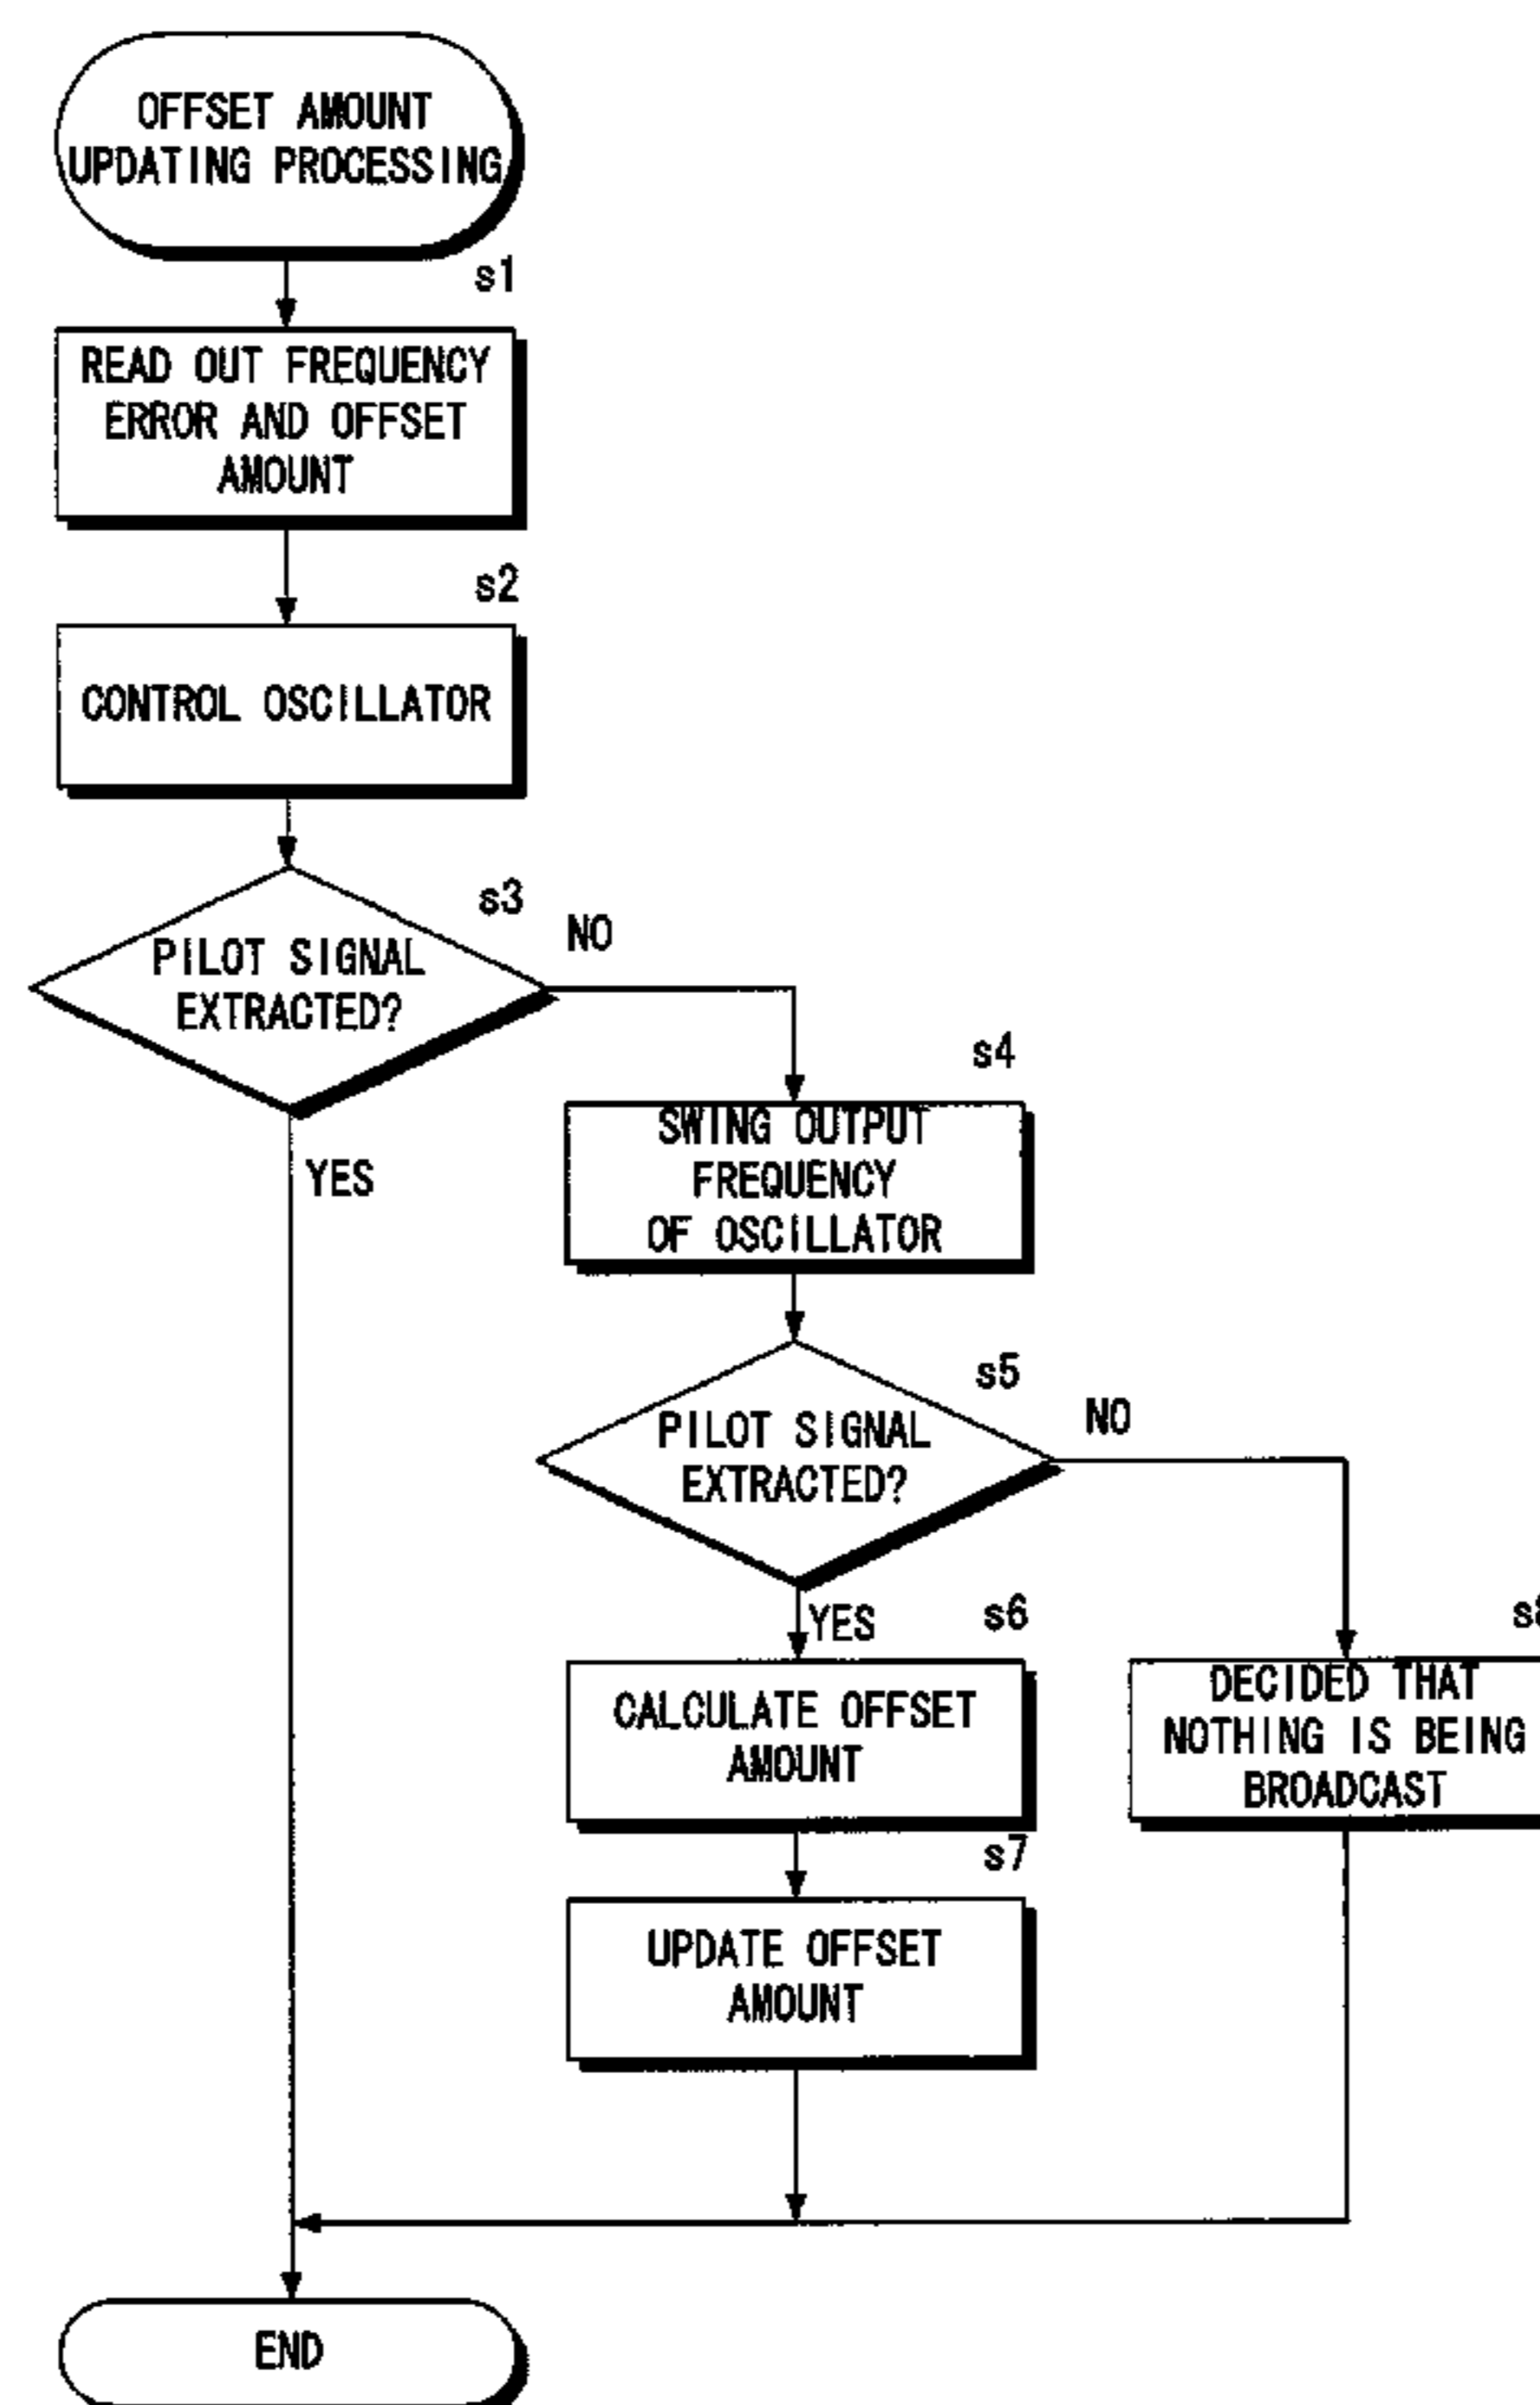 OFFSET AMOUNT
UPDATING PROCESSING
s1
READ OUT FREQUENCY
ERROR AND OFFSET
AMOUNT
s2
CONTROL OSCILLATOR
s3
NO
PILOT SIGNAL
EXTRACTED?
YES
s4
SWING OUTPUT
FREQUENCY
OF OSCILLATOR
s5
NO
PILOT SIGNAL
EXTRACTED?
YES
s6
CALCULATE OFFSET
AMOUNT
DECIDED THAT
NOTHING IS BEING
BROADCAST
s7
UPDATE OFFSET
AMOUNT
END